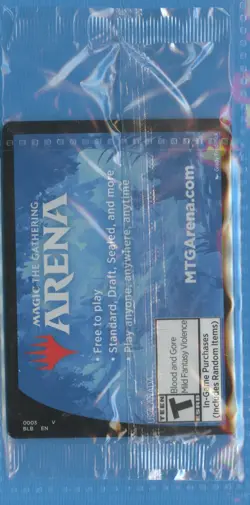 MAGIC THE GATHERING
ARENA
• Free to play
• Standard, Draft, Sealed, and more
• Play anyone, anywhere, anytime
MTGArena.com
TEEN
T
ESRB
Blood and Gore
Mild Fantasy Violence
In-Game Purchases
(Includes Random Items)
0003 V
BLB EN